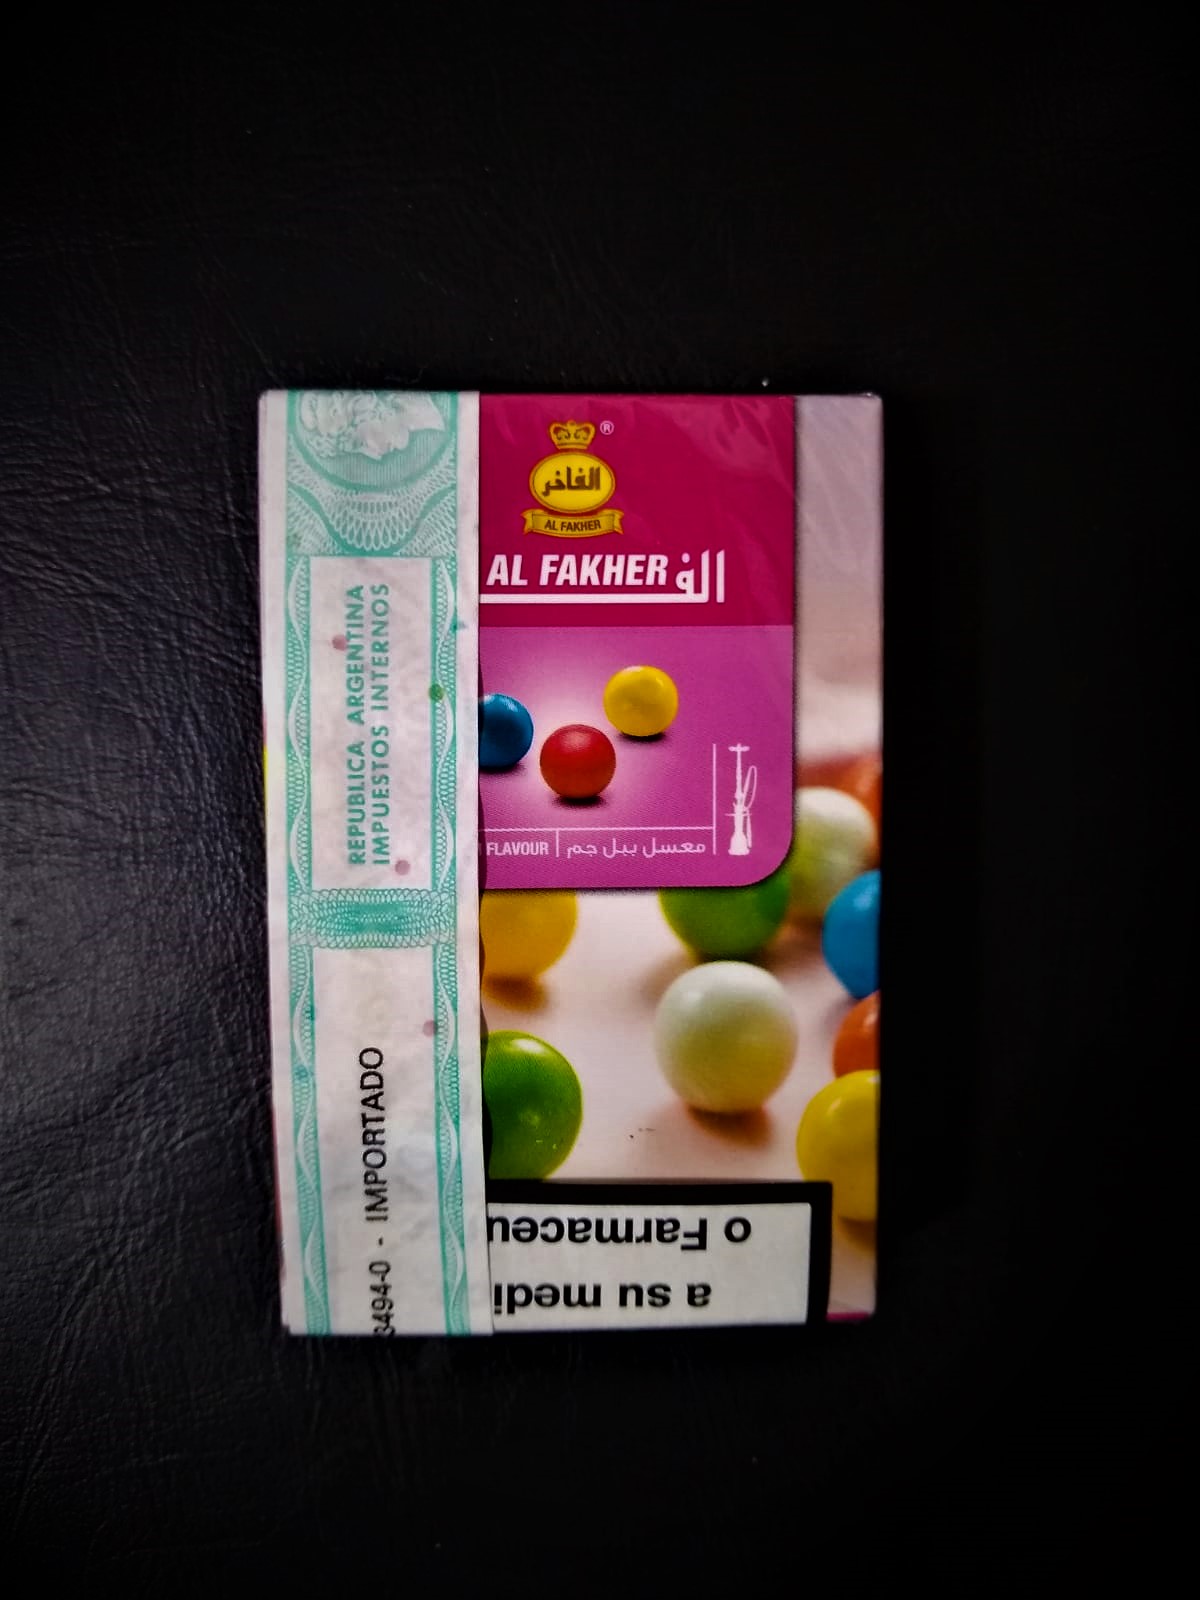 REPUBLICA ARGENTINA
IMPUESTOS INTERNOS
3494-0 - IMPORTADO
®
الفاخر
AL FAKHER
AL FAKHER الف
FLAVOUR | معسل ببل جم
a su medi
o Farmaceu